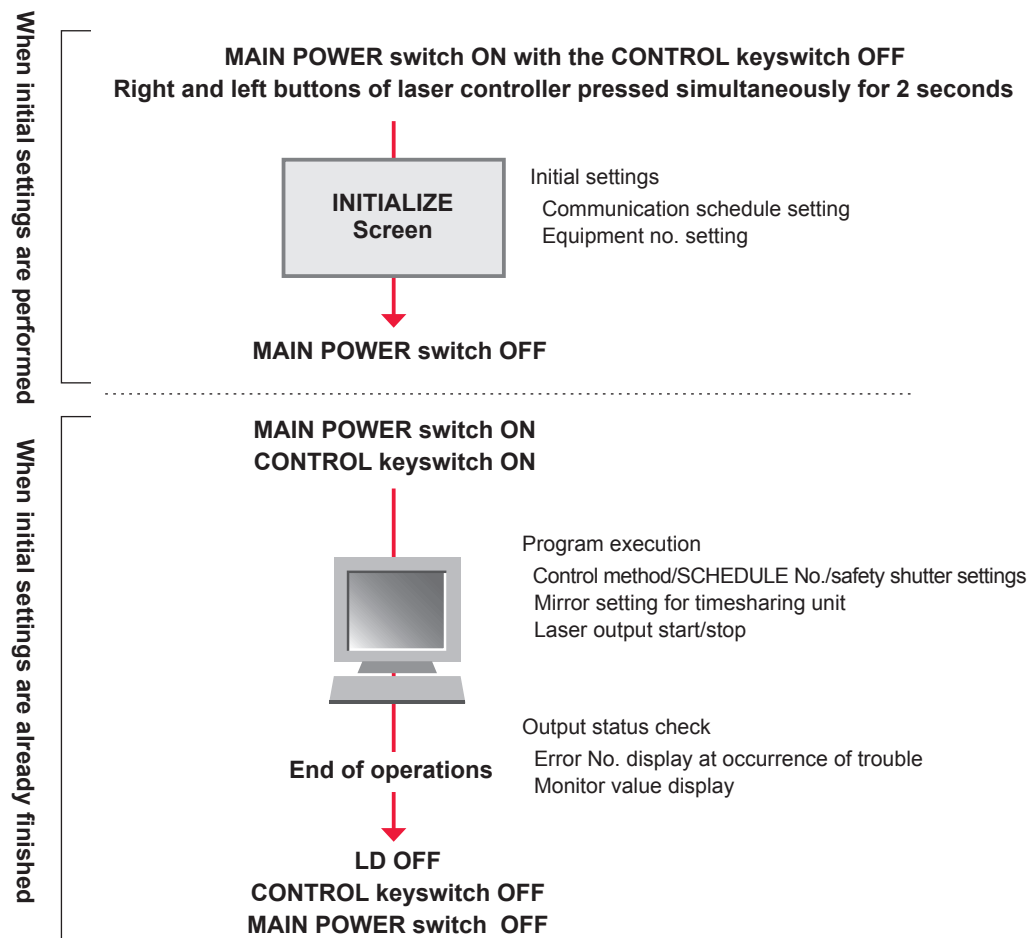 When initial settings are performed
MAIN POWER switch ON with the CONTROL keyswitch OFF
Right and left buttons of laser controller pressed simultaneously for 2 seconds
INITIALIZE
Screen
Initial settings
Communication schedule setting
Equipment no. setting
MAIN POWER switch OFF
When initial settings are already finished
MAIN POWER switch ON
CONTROL keyswitch ON
Program execution
Control method/SCHEDULE No./safety shutter settings
Mirror setting for timesharing unit
Laser output start/stop
Output status check
Error No. display at occurrence of trouble
Monitor value display
End of operations
LD OFF
CONTROL keyswitch OFF
MAIN POWER switch OFF